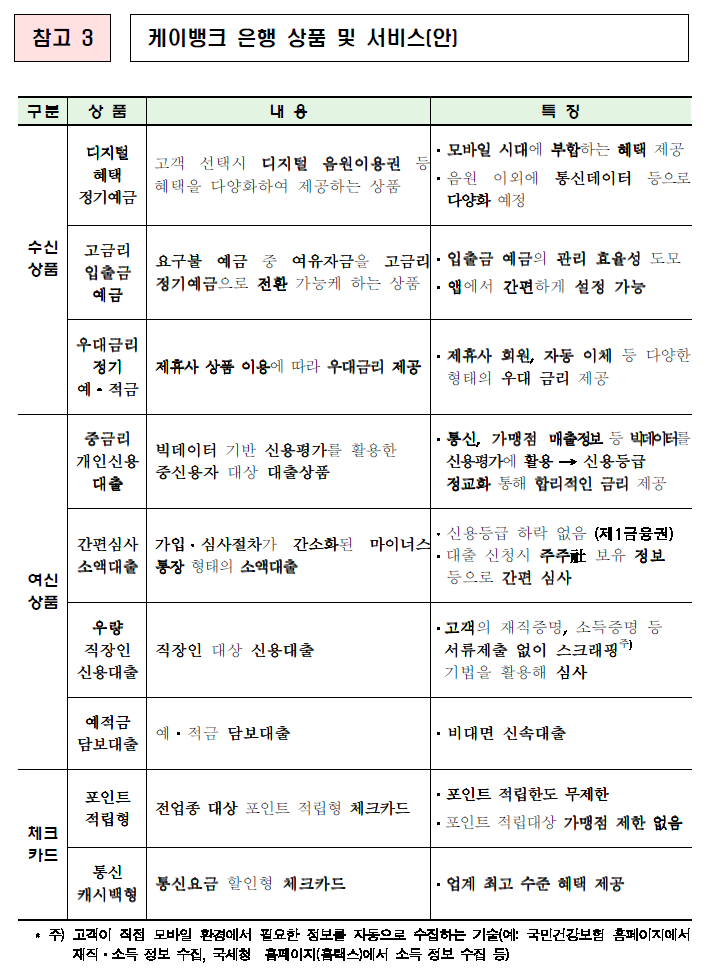 참고 3
케이뱅크 은행 상품 및 서비스(안)
구분 상 품 내 용 특 징
수신
상품
디지털
혜택
정기예금
고객 선택시 디지털 음원이용권 등
혜택을 다양화하여 제공하는 상품
· 모바일 시대에 부합하는 혜택 제공
· 음원 이외에 통신데이터 등으로
다양화 예정
고금리
입출금
예금
요구불 예금 중 여유자금을 고금리
정기예금으로 전환 가능케 하는 상품
· 입출금 예금의 관리 효율성 도모
· 앱에서 간편하게 설정 가능
우대금리
정기
예·적금
제휴사 상품 이용에 따라 우대금리 제공
· 제휴사 회원, 자동 이체 등 다양한
형태의 우대 금리 제공
여신
상품
중금리
개인신용
대출
빅데이터 기반 신용평가를 활용한
중신용자 대상 대출상품
· 통신, 가맹점 매출정보 등 빅데이터를
신용평가에 활용 → 신용등급
정교화 통해 합리적인 금리 제공
간편심사
소액대출
가입·심사절차가 간소화된 마이너스
통장 형태의 소액대출
· 신용등급 하락 없음 (제1금융권)
· 대출 신청시 주주社 보유 정보
등으로 간편 심사
우량
직장인
신용대출
직장인 대상 신용대출
· 고객의 재직증명, 소득증명 등
서류제출 없이 스크래핑주)
기법을 활용해 심사
예적금
담보대출
예·적금 담보대출
· 비대면 신속대출
체크
카드
포인트
적립형
전업종 대상 포인트 적립형 체크카드
· 포인트 적립한도 무제한
· 포인트 적립대상 가맹점 제한 없음
통신
캐시백형
통신요금 할인형 체크카드
· 업계 최고 수준 혜택 제공
* 주) 고객이 직접 모바일 환경에서 필요한 정보를 자동으로 수집하는 기술(예: 국민건강보험 홈페이지에서
재직·소득 정보 수집, 국세청 홈페이지(홈택스)에서 소득 정보 수집 등)